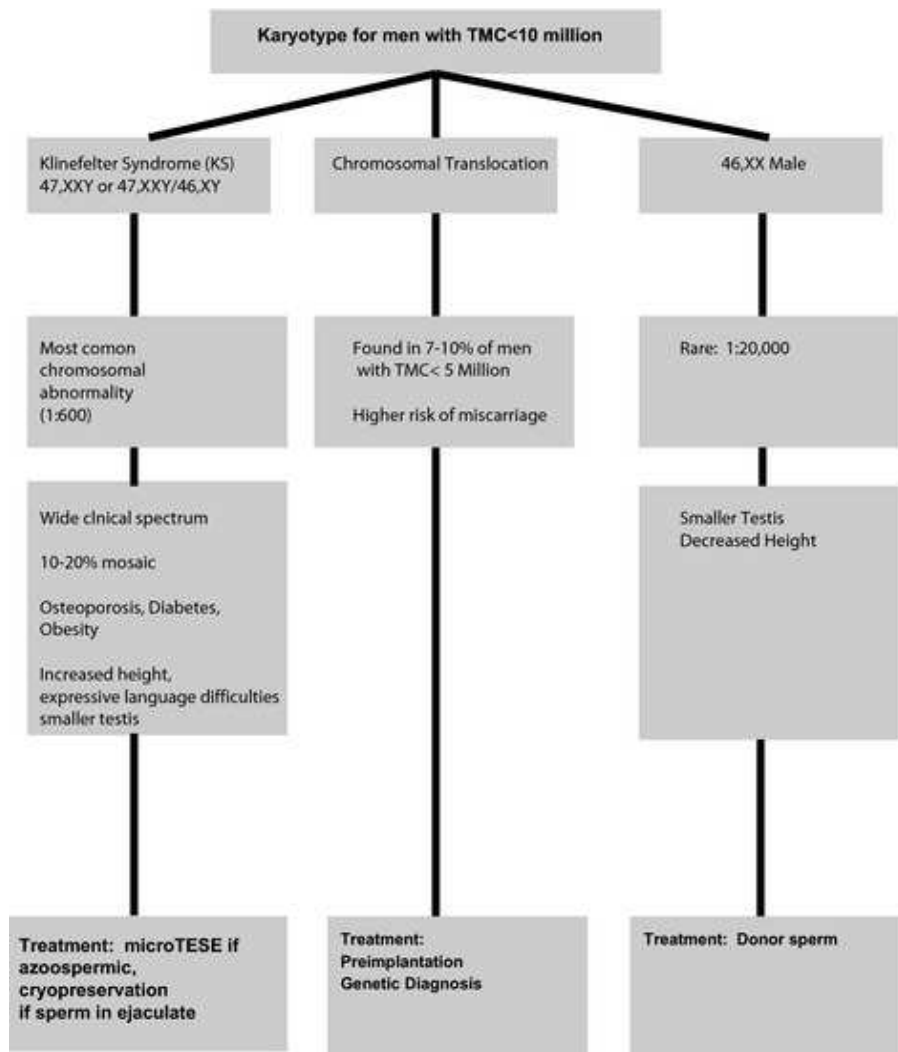 Karyotype for men with TMC<10 million
Klinefelter Syndrome (KS)
47,XXY or 47,XXY/46,XY
Chromosomal Translocation
46,XX Male
Most comon
chromosomal
abnormality
(1:600)
Found in 7-10% of men
with TMC< 5 Million
Higher risk of miscarriage
Rare: 1:20,000
Wide clnical spectrum
10-20% mosaic
Osteoporosis, Diabetes,
Obesity
Increased height,
expressive language difficulties
smaller testis
Smaller Testis
Decreased Height
Treatment: microTESE if
azoospermic,
cryopreservation
if sperm in ejaculate
Treatment:
Preimplantation
Genetic Diagnosis
Treatment: Donor sperm